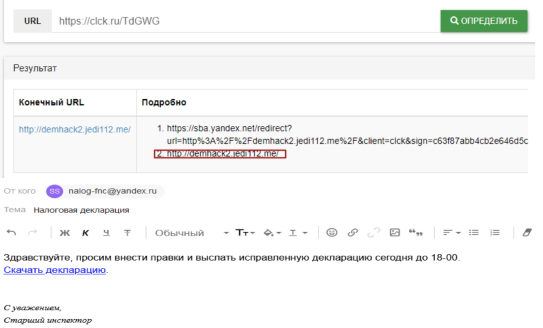 URL https://clck.ru/TdGWG ОПРЕДЕЛИТЬ
Результат
Конечный URL Подробно
http://demhack2.jedi112.me/ 1. https://sba.yandex.net/redirect?
url=http%3A%2F%2Fdemhack2.jedi112.me%2F&client=clck&sign=c63f87abb4cb2e646d5c
2. http://demhack2.jedi112.me/
От кого SS nalog-fnc@yandex.ru
Тема Налоговая декларация
Ж К Ч Т Обычный Тт
Здравствуйте, просим внести правки и выслать исправленную декларацию сегодня до 18-00.
Скачать декларацию.
С уважением,
Старший инспектор